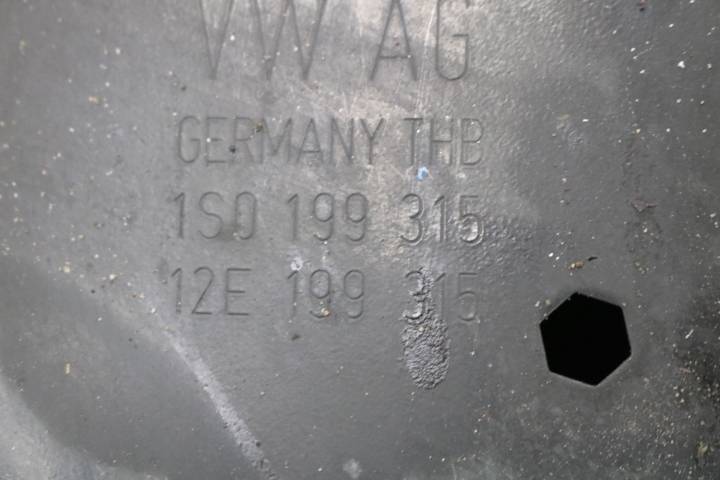 VW AG
GERMANY THB
1S0 199 315
12E 199 315